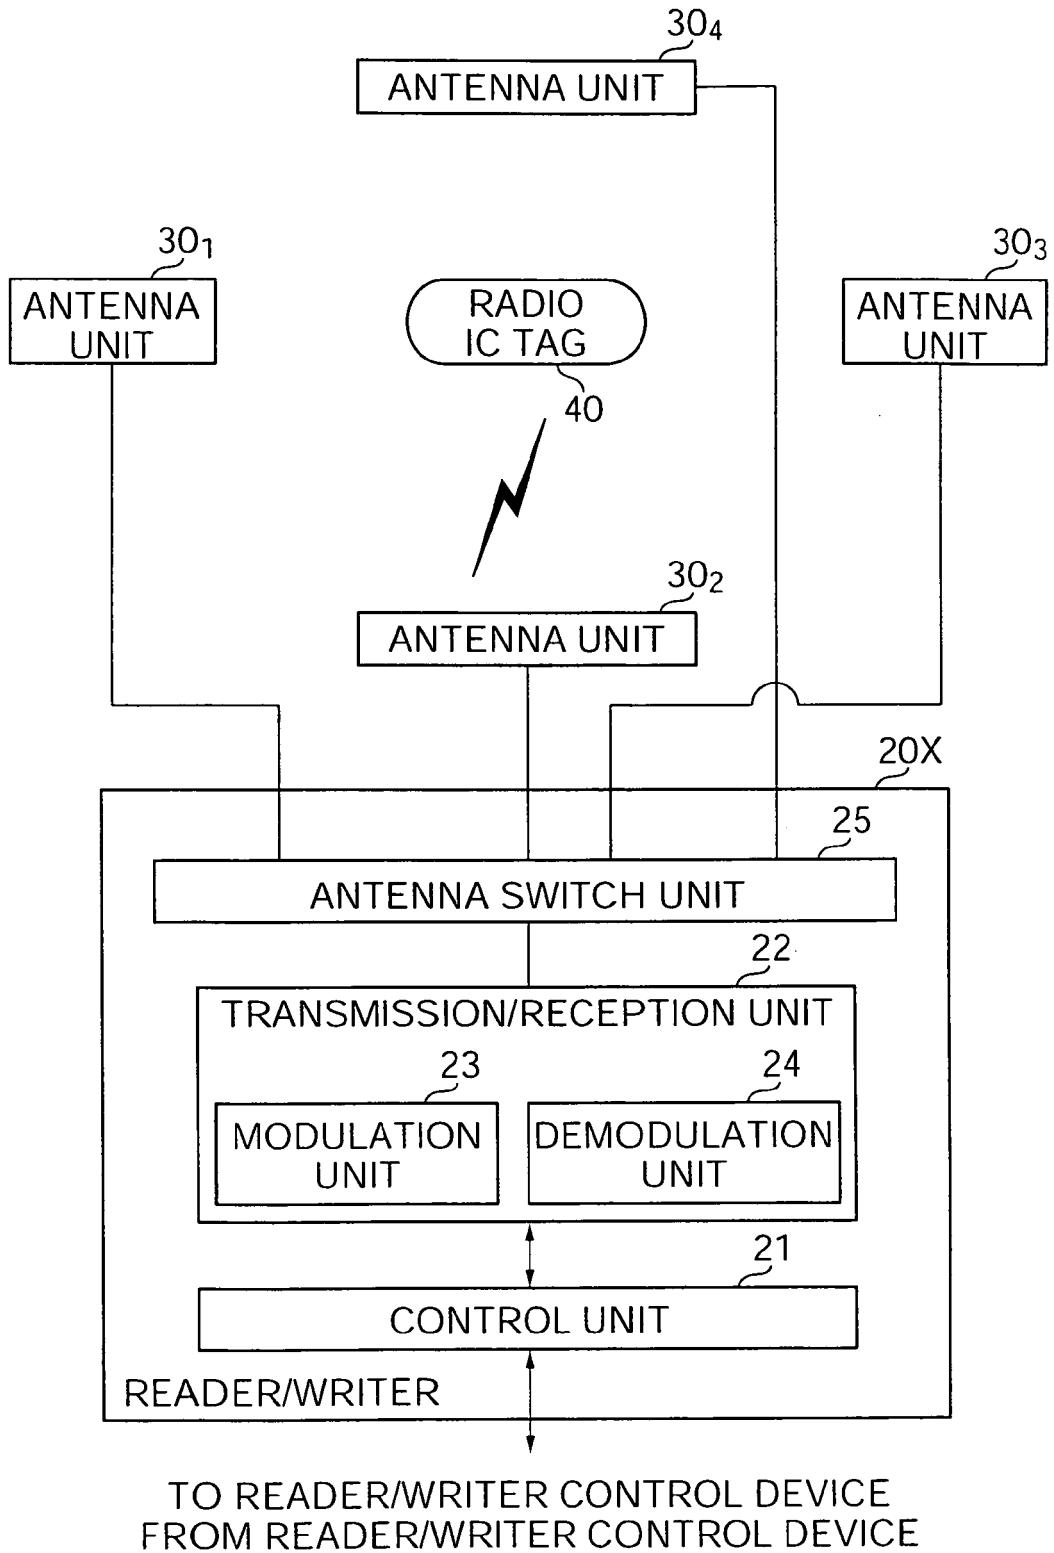 30₄
ANTENNA UNIT
30₁
ANTENNA
UNIT
RADIO
IC TAG
40
30₃
ANTENNA
UNIT
30₂
ANTENNA UNIT
20X
25
ANTENNA SWITCH UNIT
22
TRANSMISSION/RECEPTION UNIT
23
MODULATION
UNIT
24
DEMODULATION
UNIT
21
CONTROL UNIT
READER/WRITER
TO READER/WRITER CONTROL DEVICE
FROM READER/WRITER CONTROL DEVICE